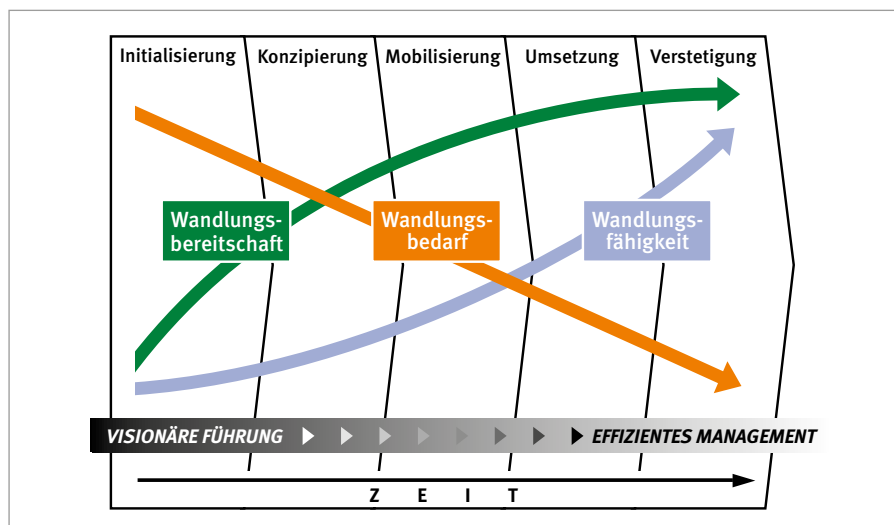 Initialisierung Konzipierung Mobilisierung Umsetzung Verstetigung
Wandlungs-
bereitschaft
Wandlungs-
bedarf
Wandlungs-
fähigkeit
VISIONÄRE FÜHRUNG EFFIZIENTES MANAGEMENT
Z E I T